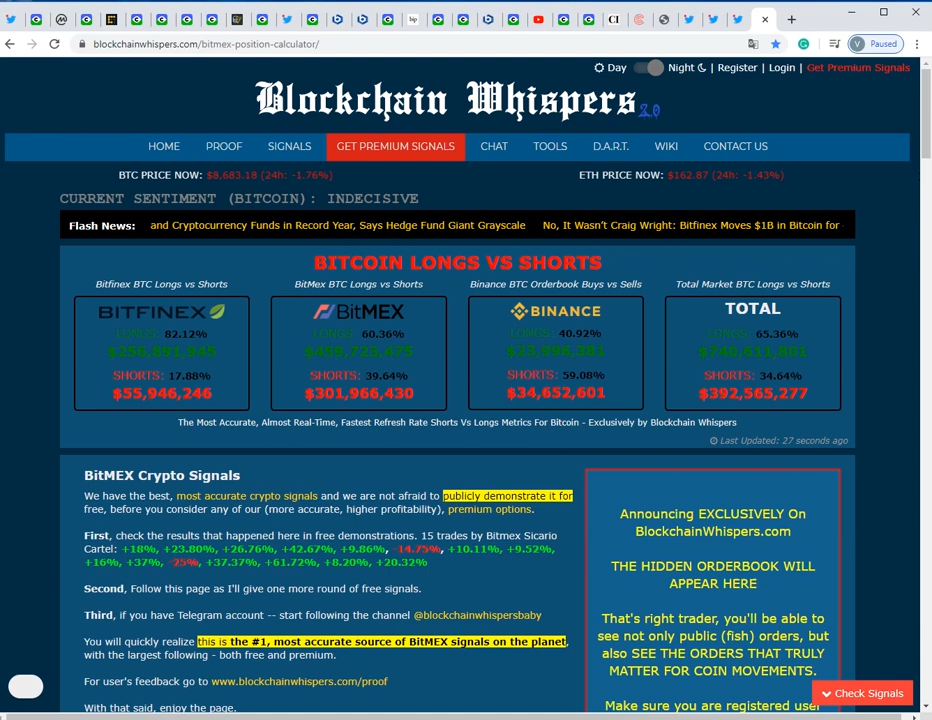 blockchainwhispers.com/bitmex-position-calculator/
V Paused
Day Night | Register | Login | Get Premium Signals
Blockchain Whispers 2.0
HOME PROOF SIGNALS GET PREMIUM SIGNALS CHAT TOOLS D.A.R.T. WIKI CONTACT US
BTC PRICE NOW: $8,683.18 (24h: -1.76%) ETH PRICE NOW: $162.87 (24h: -1.43%)
CURRENT SENTIMENT (BITCOIN): INDECISIVE
Flash News: and Cryptocurrency Funds in Record Year, Says Hedge Fund Giant Grayscale No, It Wasn't Craig Wright: Bitfinex Moves $1B in Bitcoin for
BITCOIN LONGS VS SHORTS
Bitfinex BTC Longs vs Shorts BitMex BTC Longs vs Shorts Binance BTC Orderbook Buys vs Sells Total Market BTC Longs vs Shorts
BITFINEX BitMEX BINANCE TOTAL
LONGS: 82.12% LONGS: 60.36% LONGS: 40.92% LONGS: 65.36%
SHORTS: 17.88% SHORTS: 39.64% SHORTS: 59.08% SHORTS: 34.64%
$55,946,246 $301,966,430 $34,652,601 $392,565,277
The Most Accurate, Almost Real-Time, Fastest Refresh Rate Shorts Vs Longs Metrics For Bitcoin - Exclusively by Blockchain Whispers
Last Updated: 27 seconds ago
BitMEX Crypto Signals
We have the best, most accurate crypto signals and we are not afraid to publicly demonstrate it for
free, before you consider any of our (more accurate, higher profitability), premium options.
First, check the results that happened here in free demonstrations. 15 trades by Bitmex Sicario
Cartel: +18%, +23.80%, +26.76%, +42.67%, +9.86%, -14.75%, +10.11%, +9.52%,
+16%, +37%, -25%, +37.37%, +61.72%, +8.20%, +20.32%
Second, Follow this page as I'll give one more round of free signals.
Third, if you have Telegram account -- start following the channel @blockchainwhispersbaby
You will quickly realize this is the #1, most accurate source of BitMEX signals on the planet,
with the largest following - both free and premium.
For user's feedback go to www.blockchainwhispers.com/proof
With that said, enjoy the page.
Announcing EXCLUSIVELY On
BlockchainWhispers.com
THE HIDDEN ORDERBOOK WILL
APPEAR HERE
That's right trader, you'll be able to
see not only public (fish) orders, but
also SEE THE ORDERS THAT TRULY
MATTER FOR COIN MOVEMENTS.
Make sure you are registered user
Check Signals